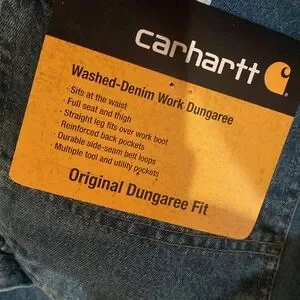 carhartt
Washed-Denim Work Dungaree
· Sits at the waist
· Full seat and thigh
· Straight leg fits over work boot
· Reinforced back pockets
· Durable side-seam belt loops
· Multiple tool and utility pockets
Original Dungaree Fit